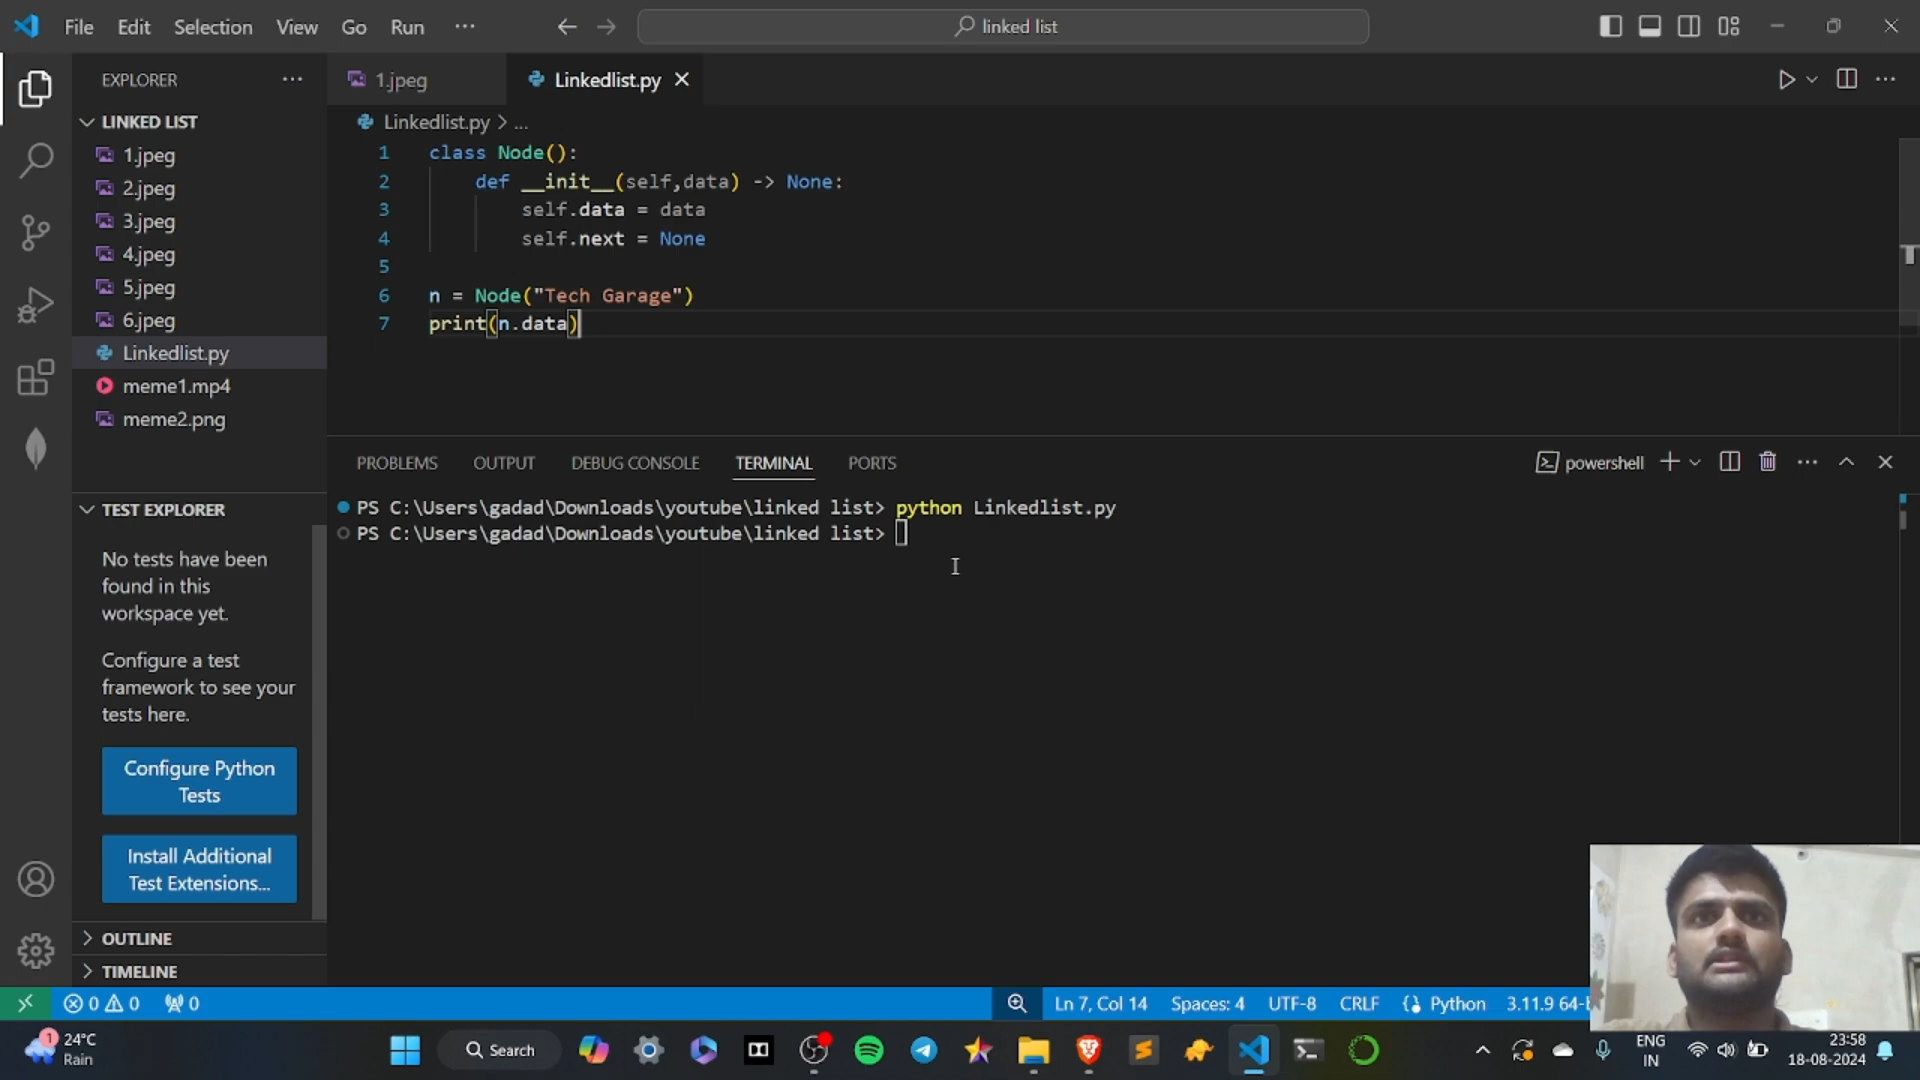 File Edit Selection View Go Run ...
linked list
EXPLORER
LINKED LIST
1.jpeg
2.jpeg
3.jpeg
4.jpeg
5.jpeg
6.jpeg
Linkedlist.py
meme1.mp4
meme2.png
TEST EXPLORER
No tests have been
found in this
workspace yet.
Configure a test
framework to see your
tests here.
Configure Python
Tests
Install Additional
Test Extensions...
OUTLINE
TIMELINE
1.jpeg Linkedlist.py
Linkedlist.py > ...
1 class Node():
2 def __init__(self,data) -> None:
3 self.data = data
4 self.next = None
5
6 n = Node("Tech Garage")
7 print(n.data)
PROBLEMS OUTPUT DEBUG CONSOLE TERMINAL PORTS
powershell
PS C:\Users\gadad\Downloads\youtube\linked list> python Linkedlist.py
PS C:\Users\gadad\Downloads\youtube\linked list>
0 0 0
Ln 7, Col 14 Spaces: 4 UTF-8 CRLF Python 3.11.9 64-b
1
24°C
Rain
Search
ENG
IN
23:58
18-08-2024